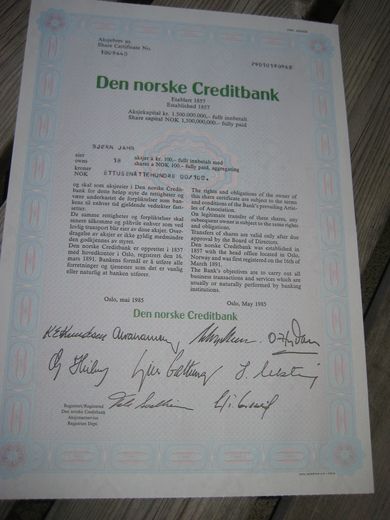 Aksjebrev nr.
Share Certificate No.
Den norske Creditbank
Etablert 1857
Established 1857
Aksjekapital kr. 1.500.000.000,- fullt innbetalt
Share capital NOK 1,500,000,000,- fully paid
BJØRN JAHN
eier
owns 18 aksjer à kr. 100,- fullt innbetalt med
shares a NOK 100,- fully paid, aggregating
kroner
NOK ETTUSENÅTTEHUNDRE 00/100.
og skal som aksjeeier i Den norske Credit-
bank for dette beløp nyte de rettigheter og
være underkastet de forpliktelser som ban-
kens til enhver tid gjeldende vedtekter fast-
setter.
De samme rettigheter og forpliktelser skal
senere tilkomme og påhvile enhver som ved
lovlig transport blir eier av disse aksjer. Over-
dragelse av aksjer er ikke gyldig medmindre
den godkjennes av styret.
Den norske Creditbank er opprettet i 1857
med hovedkontor i Oslo, registrert den 16.
mars 1891. Bankens formål er å utføre alle
forretninger og tjenester som det er vanlig
eller naturlig at banker utfører.
The rights and obligations of the owner of
this share certificate are subject to the terms
and conditions of the Bank's prevailing Artic-
les of Association.
On legitimate transfer of these shares, any
subsequent owner is subject to the same rights
and obligations.
Transfers of shares are valid only after due
approval by the Board of Directors.
Den norske Creditbank was established in
1857 with the head office located in Oslo,
Norway and was first registered on the 16th of
March 1891.
The Bank's objectives are to carry out all
business transactions and services which are
usually or naturally performed by banking
institutions.
Oslo, mai 1985
Oslo, May 1985
Den norske Creditbank
Registrert/Registered
Den norske Creditbank
Aksjonærservice
Registrars Dept.